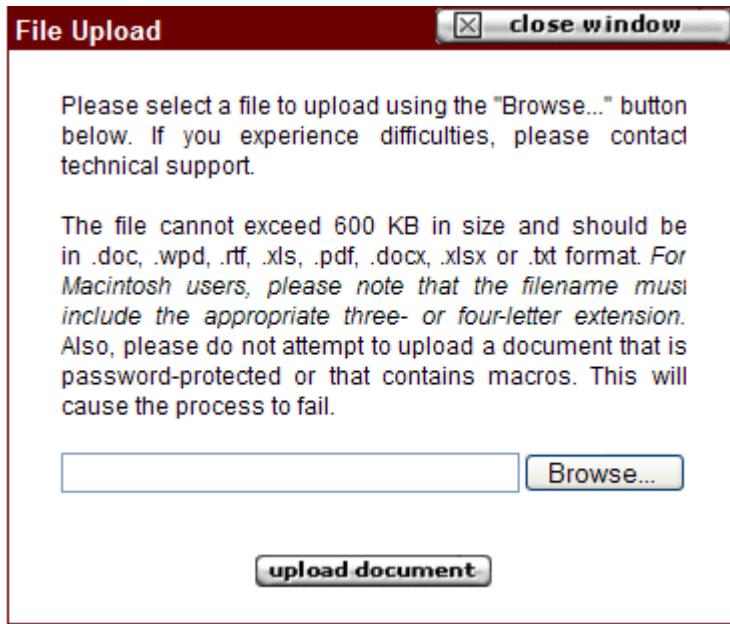 File Upload
close window
Please select a file to upload using the "Browse..." button
below. If you experience difficulties, please contact
technical support.
The file cannot exceed 600 KB in size and should be
in .doc, .wpd, .rtf, .xls, .pdf, .docx, .xlsx or .txt format. For
Macintosh users, please note that the filename must
include the appropriate three- or four-letter extension.
Also, please do not attempt to upload a document that is
password-protected or that contains macros. This will
cause the process to fail.
Browse...
upload document